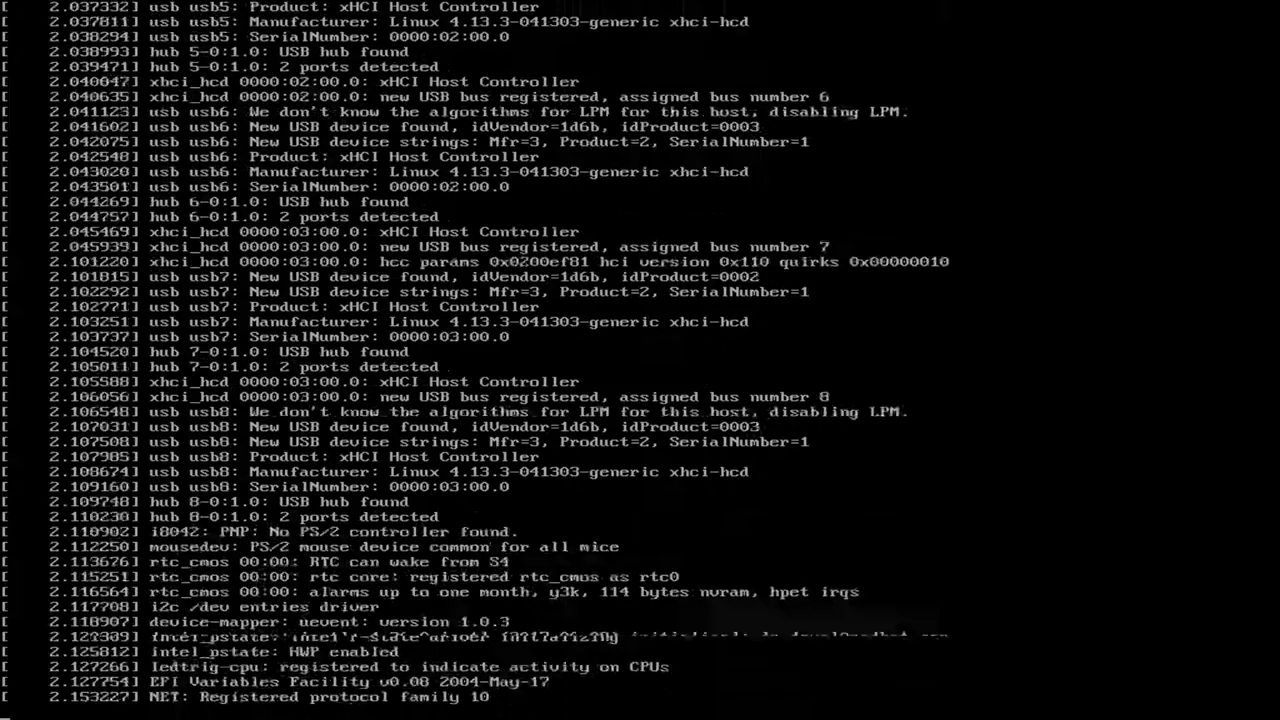 [    2.037332] usb usb5: Product: xHCI Host Controller
[    2.037811] usb usb5: Manufacturer: Linux 4.13.3-041303-generic xhci-hcd
[    2.038294] usb usb5: SerialNumber: 0000:02:00.0
[    2.038993] hub 5-0:1.0: USB hub found
[    2.039471] hub 5-0:1.0: 2 ports detected
[    2.040047] xhci_hcd 0000:02:00.0: xHCI Host Controller
[    2.040635] xhci_hcd 0000:02:00.0: new USB bus registered, assigned bus number 6
[    2.041123] usb usb6: We don't know the algorithms for LPM for this host, disabling LPM.
[    2.041602] usb usb6: New USB device found, idVendor=1d6b, idProduct=0003
[    2.042075] usb usb6: New USB device strings: Mfr=3, Product=2, SerialNumber=1
[    2.042548] usb usb6: Product: xHCI Host Controller
[    2.043020] usb usb6: Manufacturer: Linux 4.13.3-041303-generic xhci-hcd
[    2.043501] usb usb6: SerialNumber: 0000:02:00.0
[    2.044269] hub 6-0:1.0: USB hub found
[    2.044757] hub 6-0:1.0: 2 ports detected
[    2.045469] xhci_hcd 0000:03:00.0: xHCI Host Controller
[    2.045939] xhci_hcd 0000:03:00.0: new USB bus registered, assigned bus number 7
[    2.101220] xhci_hcd 0000:03:00.0: hcc params 0x0200ef81 hci version 0x110 quirks 0x00000010
[    2.101815] usb usb7: New USB device found, idVendor=1d6b, idProduct=0002
[    2.102292] usb usb7: New USB device strings: Mfr=3, Product=2, SerialNumber=1
[    2.102771] usb usb7: Product: xHCI Host Controller
[    2.103251] usb usb7: Manufacturer: Linux 4.13.3-041303-generic xhci-hcd
[    2.103737] usb usb7: SerialNumber: 0000:03:00.0
[    2.104520] hub 7-0:1.0: USB hub found
[    2.105011] hub 7-0:1.0: 2 ports detected
[    2.105588] xhci_hcd 0000:03:00.0: xHCI Host Controller
[    2.106056] xhci_hcd 0000:03:00.0: new USB bus registered, assigned bus number 8
[    2.106548] usb usb8: We don't know the algorithms for LPM for this host, disabling LPM.
[    2.107031] usb usb8: New USB device found, idVendor=1d6b, idProduct=0003
[    2.107508] usb usb8: New USB device strings: Mfr=3, Product=2, SerialNumber=1
[    2.107985] usb usb8: Product: xHCI Host Controller
[    2.108674] usb usb8: Manufacturer: Linux 4.13.3-041303-generic xhci-hcd
[    2.109160] usb usb8: SerialNumber: 0000:03:00.0
[    2.109748] hub 8-0:1.0: USB hub found
[    2.110230] hub 8-0:1.0: 2 ports detected
[    2.110902] i8042: PNP: No PS/2 controller found.
[    2.112250] mousedev: PS/2 mouse device common for all mice
[    2.113676] rtc_cmos 00:00: RTC can wake from S4
[    2.115251] rtc_cmos 00:00: rtc core: registered rtc_cmos as rtc0
[    2.116564] rtc_cmos 00:00: alarms up to one month, y3k, 114 bytes nvram, hpet irqs
[    2.117708] i2c /dev entries driver
[    2.118907] device-mapper: uevent: version 1.0.3
[
[    2.125812] intel_pstate: HWP enabled
[    2.127266] ledtrig-cpu: registered to indicate activity on CPUs
[    2.127754] EFI Variables Facility v0.08 2004-May-17
[    2.153227] NET: Registered protocol family 10